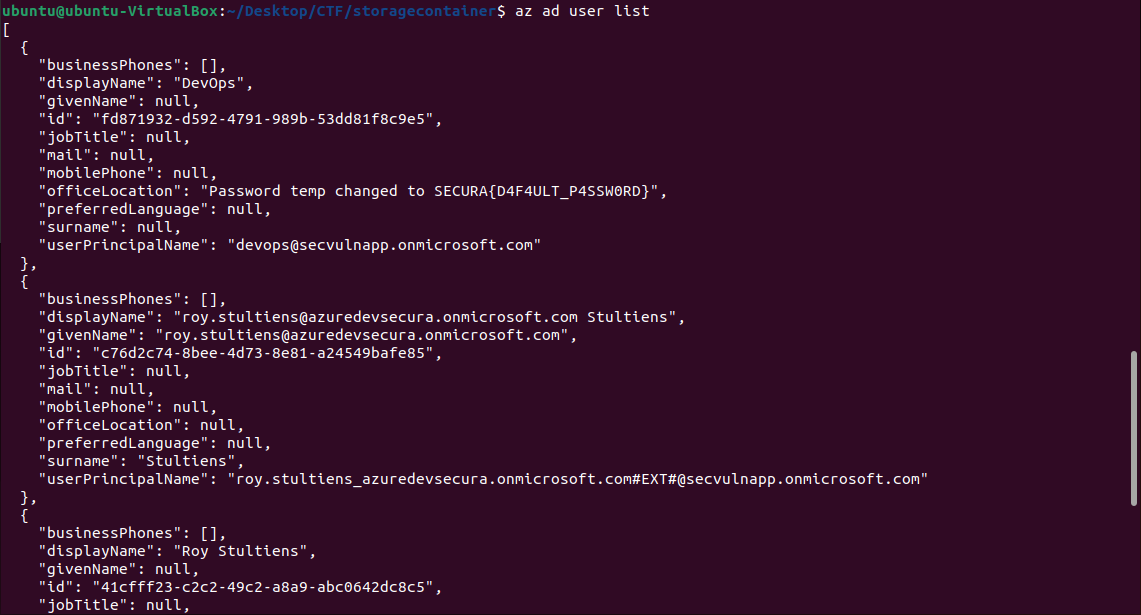 ubuntu@ubuntu-VirtualBox:~/Desktop/CTF/storagecontainer$ az ad user list
[
  {
    "businessPhones": [],
    "displayName": "DevOps",
    "givenName": null,
    "id": "fd871932-d592-4791-989b-53dd81f8c9e5",
    "jobTitle": null,
    "mail": null,
    "mobilePhone": null,
    "officeLocation": "Password temp changed to SECURA{D4F4ULT_P4SSW0RD}",
    "preferredLanguage": null,
    "surname": null,
    "userPrincipalName": "devops@secvulnapp.onmicrosoft.com"
  },
  {
    "businessPhones": [],
    "displayName": "roy.stultiens@azuredevsecura.onmicrosoft.com Stultiens",
    "givenName": "roy.stultiens@azuredevsecura.onmicrosoft.com",
    "id": "c76d2c74-8bee-4d73-8e81-a24549bafe85",
    "jobTitle": null,
    "mail": null,
    "mobilePhone": null,
    "officeLocation": null,
    "preferredLanguage": null,
    "surname": "Stultiens",
    "userPrincipalName": "roy.stultiens_azuredevsecura.onmicrosoft.com#EXT#@secvulnapp.onmicrosoft.com"
  },
  {
    "businessPhones": [],
    "displayName": "Roy Stultiens",
    "givenName": null,
    "id": "41cfff23-c2c2-49c2-a8a9-abc0642dc8c5",
    "jobTitle": null,